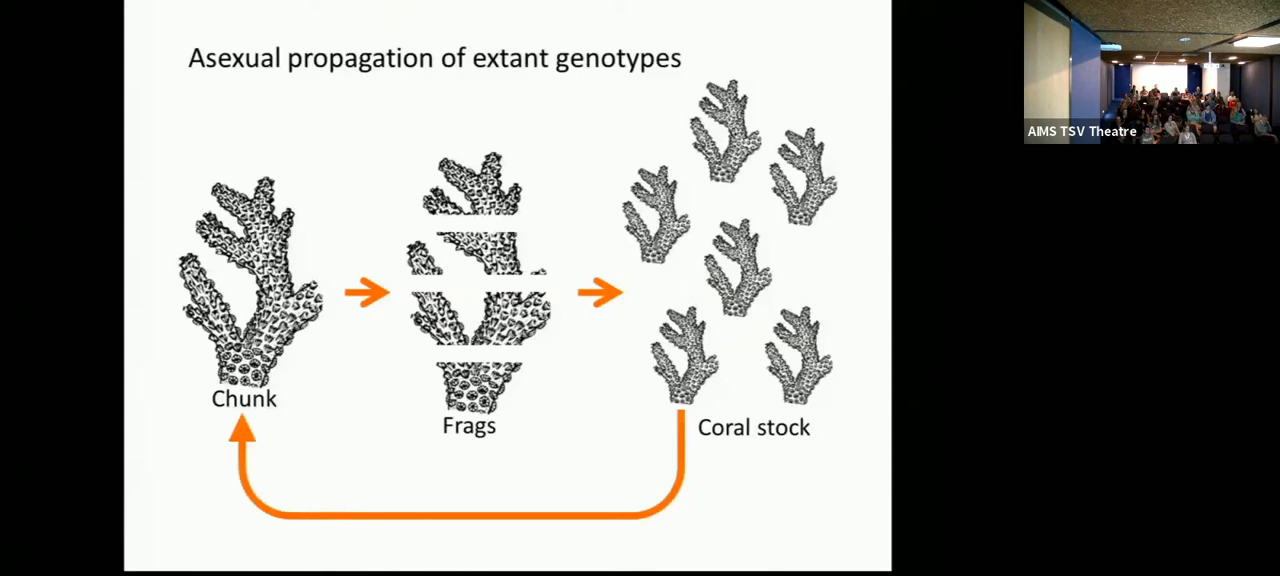 Asexual propagation of extant genotypes
AIMS TSV Theatre
Chunk
Frags
Coral stock